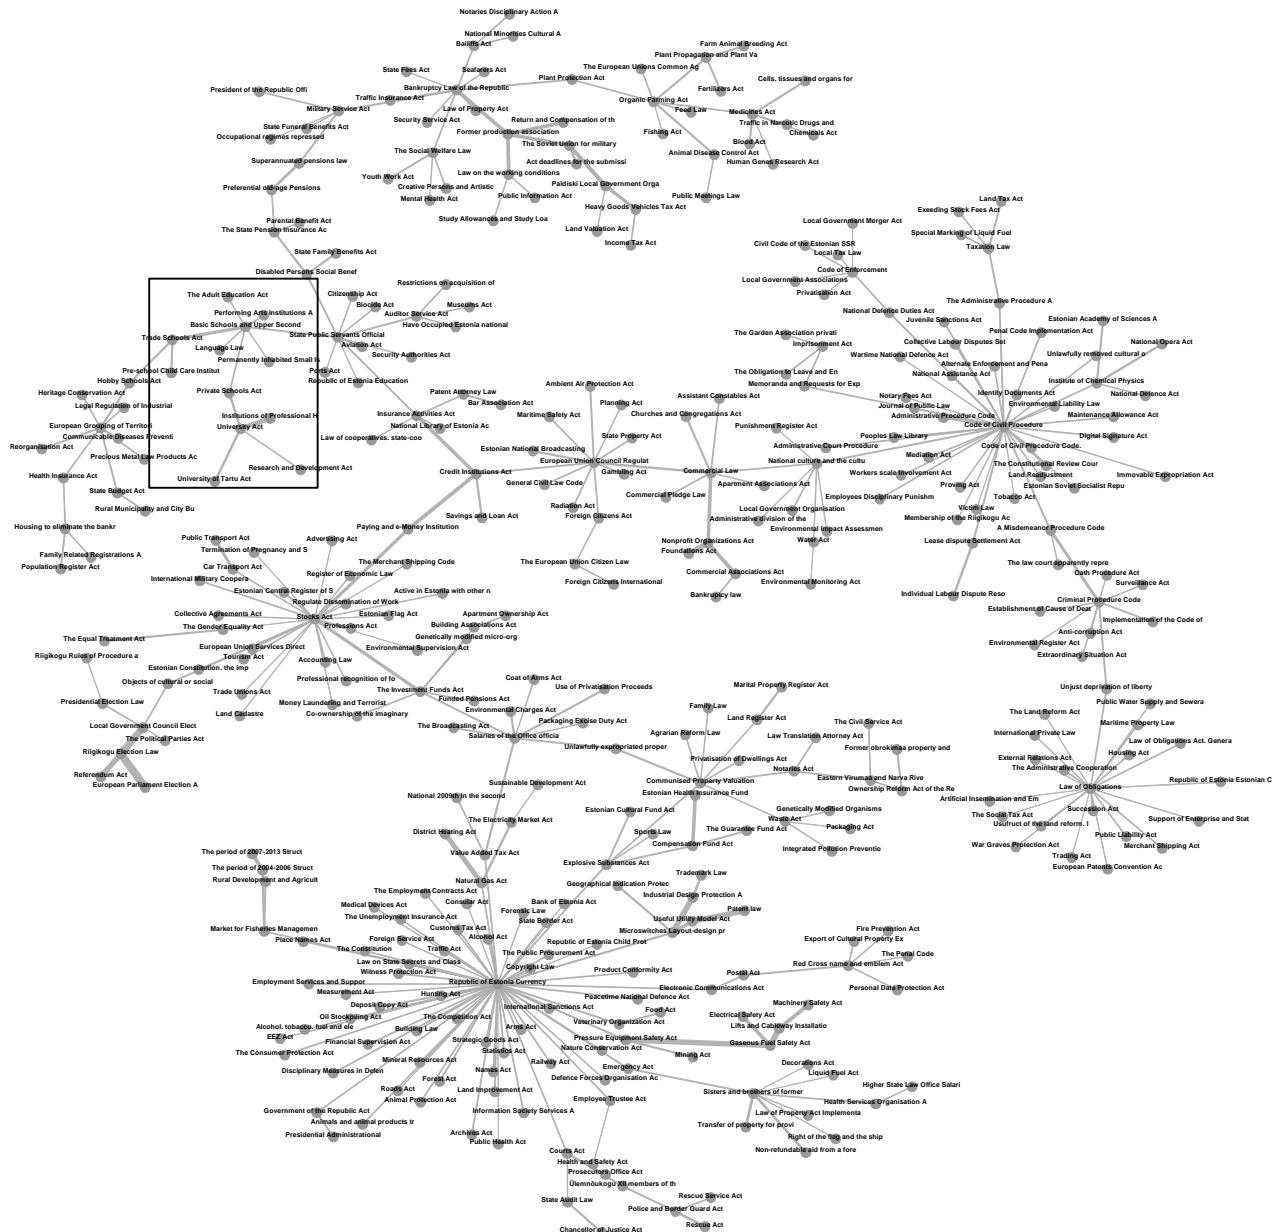 Notaries Disciplinary Action A
National Minorities Cultural A
Bailiffs Act
State Fees Act
Seafarers Act
Bankruptcy Law of the Republic
Plant Protection Act
The European Unions Common Ag
Farm Animal Breeding Act
Plant Propagation and Plant Va
Fertilizers Act
Cells. tissues and organs for
President of the Republic Offi
Traffic Insurance Act
Military Service Act
Law of Property Act
Organic Farming Act
Feed Law
Medicines Act
Traffic in Narcotic Drugs and
Chemicals Act
State Funeral Benefits Act
Occupational regimes repressed
Security Service Act
Return and Compensation of th
Former production association
The Soviet Union for military
Fishing Act
Blood Act
Animal Disease Control Act
Human Genes Research Act
Superannuated pensions law
The Social Welfare Law
Act deadlines for the submissi
Law on the working conditions
Youth Work Act
Creative Persons and Artistic
Mental Health Act
Paldiski Local Government Orga
Preferential old-age Pensions
Public Information Act
Heavy Goods Vehicles Tax Act
Public Meetings Law
Study Allowances and Study Loa
Land Valuation Act
Income Tax Act
Parental Benefit Act
The State Pension Insurance Ac
State Family Benefits Act
Disabled Persons Social Benef
Land Tax Act
Exeeding Stock Fees Act
Local Government Merger Act
Special Marking of Liquid Fuel
Taxation Law
Civil Code of the Estonian SSR
Local Tax Law
Code of Enforcement
Local Government Associations
Privatisation Act
The Adult Education Act
Performing Arts Institutions A
Basic Schools and Upper Second
Trade Schools Act
Language Law
Permanently Inhabited Small Is
Pre-school Child Care Institut
Private Schools Act
Institutions of Professional H
University Act
Research and Development Act
University of Tartu Act
Citizenship Act
Biocide Act
Restrictions on acquisition of
Museums Act
Auditor Service Act
Have Occupied Estonia national
State Public Servants Official
Aviation Act
Security Authorities Act
Ports Act
Republic of Estonia Education
The Administrative Procedure A
National Defence Duties Act
Juvenile Sanctions Act
Estonian Academy of Sciences A
Penal Code Implementation Act
National Opera Act
The Garden Association privati
Imprisonment Act
Collective Labour Disputes Set
Wartime National Defence Act
Alternate Enforcement and Pena
Unlawfully removed cultural o
National Assistance Act
Institute of Chemical Physics
The Obligation to Leave and En
Memoranda and Requests for Exp
Identity Documents Act
National Defence Act
Notary Fees Act
Journal of Public Law
Environmental Liability Law
Maintenance Allowance Act
Administrative Procedure Code
Code of Civil Procedure
Hobby Schools Act
Heritage Conservation Act
Legal Regulation of Industrial
European Grouping of Territori
Communicable Diseases Preventi
Reorganisation Act
Precious Metal Law Products Ac
Health Insurance Act
State Budget Act
Rural Municipality and City Bu
Housing to eliminate the bankr
Family Related Registrations A
Population Register Act
Patent Attorney Law
Bar Association Act
Insurance Activities Act
National Library of Estonia Ac
Law of cooperatives. state-coo
Ambient Air Protection Act
Maritime Safety Act
Planning Act
Assistant Constables Act
Churches and Congregations Act
State Property Act
Estonian National Broadcasting
European Union Council Regulat
Gambling Act
General Civil Law Code
Credit Institutions Act
Punishment Register Act
Peoples Law Library
Administrative Court Procedure
Commercial Law
National culture and the cultu
Apartment Associations Act
Commercial Pledge Law
Mediation Act
Workers scale Involvement Act
Code of Civil Procedure Code.
Digital Signature Act
The Constitutional Review Cour
Land Readjustment
Immovable Expropriation Act
Estonian Soviet Socialist Repu
Proving Act
Employees Disciplinary Punishm
Tobacco Act
Victim Law
Membership of the Riigikogu Ac
A Misdemeanor Procedure Code
Lease dispute Settlement Act
Local Government Organisation
Administrative division of the
Environmental Impact Assessmen
Water Act
Radiation Act
Foreign Citizens Act
Savings and Loan Act
Paying and e-Money Institution
Nonprofit Organizations Act
Foundations Act
The European Union Citizen Law
Foreign Citizens International
Commercial Associations Act
Bankruptcy law
Environmental Monitoring Act
Individual Labour Dispute Reso
The law court apparently repre
Oath Procedure Act
Surveillance Act
Criminal Procedure Code
Establishment of Cause of Deat
Implementation of the Code of
Anti-corruption Act
Environmental Register Act
Extraordinary Situation Act
Unjust deprivation of liberty
Public Transport Act
Advertising Act
Termination of Pregnancy and S
Car Transport Act
Register of Economic Law
The Merchant Shipping Code
International Military Coopera
Estonian Central Register of S
Regulate Dissemination of Work
Active in Estonia with other n
Collective Agreements Act
Stocks Act
Estonian Flag Act
Professions Act
The Gender Equality Act
Apartment Ownership Act
Building Associations Act
Genetically modified micro-org
Environmental Supervision Act
The Equal Treatment Act
European Union Services Direct
Tourism Act
Accounting Law
Riigikogu Rules of Procedure a
Estonian Constitution. the imp
Objects of cultural or social
Professional recognition of fo
Trade Unions Act
Money Laundering and Terrorist
The Investment Funds Act
Funded Pensions Act
Coat of Arms Act
Use of Privatisation Proceeds
Environmental Charges Act
Packaging Excise Duty Act
Co-ownership of the imaginary
The Broadcasting Act
Salaries of the Office officia
Unlawfully expropriated proper
Presidential Election Law
Land Cadastre
Local Government Council Elect
The Political Parties Act
Riigikogu Election Law
Referendum Act
European Parliament Election A
Marital Property Register Act
Family Law
Land Register Act
The Civil Service Act
Agrarian Reform Law
Law Translation Attorney Act
Former obrokimaa property and
Privatisation of Dwellings Act
Notaries Act
Communised Property Valuation
Eastern Virumaa and Narva Rive
Ownership Reform Act of the Re
Estonian Health Insurance Fund
Public Water Supply and Sewera
The Land Reform Act
Maritime Property Law
International Private Law
Law of Obligations Act. Genera
External Relations Act
Housing Act
The Administrative Cooperation
Law of Obligations
Republic of Estonia Estonian C
Artificial Insemination and Em
Succession Act
The Social Tax Act
Support of Enterprise and Stat
Usufruct of the land reform. I
Public Liability Act
War Graves Protection Act
Merchant Shipping Act
Trading Act
European Patents Convention Ac
Sustainable Development Act
National 2009th in the second
The Electricity Market Act
District Heating Act
Value Added Tax Act
Natural Gas Act
Estonian Cultural Fund Act
Sports Law
The Guarantee Fund Act
Compensation Fund Act
Explosive Substances Act
Genetically Modified Organisms
Waste Act
Packaging Act
Integrated Pollution Preventio
The period of 2007-2013 Struct
The period of 2004-2006 Struct
Rural Development and Agricult
Market for Fisheries Managemen
Geographical Indication Protec
Trademark Law
Industrial Design Protection A
Patent law
Useful Utility Model Act
Microswitches Layout-design pr
The Employment Contracts Act
Medical Devices Act
Consular Act
Bank of Estonia Act
Forensic Law
The Unemployment Insurance Act
State Border Act
Customs Tax Act
Place Names Act
Foreign Service Act
Alcohol Act
Republic of Estonia Child Prot
The Constitution
Traffic Act
The Public Procurement Act
Law on State Secrets and Class
Copyright Law
Witness Protection Act
Product Conformity Act
Employment Services and Suppor
Republic of Estonia Currency
Electronic Communications Act
Postal Act
Fire Prevention Act
Export of Cultural Property Ex
The Penal Code
Red Cross name and emblem Act
Personal Data Protection Act
Measurement Act
Hunting Act
Peacetime National Defence Act
Deposit Copy Act
International Sanctions Act
Food Act
Oil Stockpiling Act
The Competition Act
Veterinary Organization Act
Machinery Safety Act
Electrical Safety Act
Lifts and Cableway Installatio
Gaseous Fuel Safety Act
Alcohol. tobacco. fuel and ele
EEZ Act
Building Law
Arms Act
Financial Supervision Act
Strategic Goods Act
Pressure Equipment Safety Act
Nature Conservation Act
Mining Act
The Consumer Protection Act
Statistics Act
Mineral Resources Act
Railway Act
Emergency Act
Disciplinary Measures in Defen
Names Act
Forest Act
Defence Forces Organisation Ac
Roads Act
Land Improvement Act
Animal Protection Act
Employee Trustee Act
Decorations Act
Liquid Fuel Act
Sisters and brothers of former
Higher State Law Office Salari
Health Services Organisation A
Law of Property Act Implementa
Transfer of property for provi
Right of the flag and the ship
Non-refundable aid from a fore
Government of the Republic Act
Information Society Services A
Animals and animal products tr
Presidential Administrational
Archives Act
Public Health Act
Courts Act
Health and Safety Act
Prosecutors Office Act
Ülemnõukogu XII members of th
State Audit Law
Rescue Service Act
Police and Border Guard Act
Rescue Act
Chancellor of Justice Act